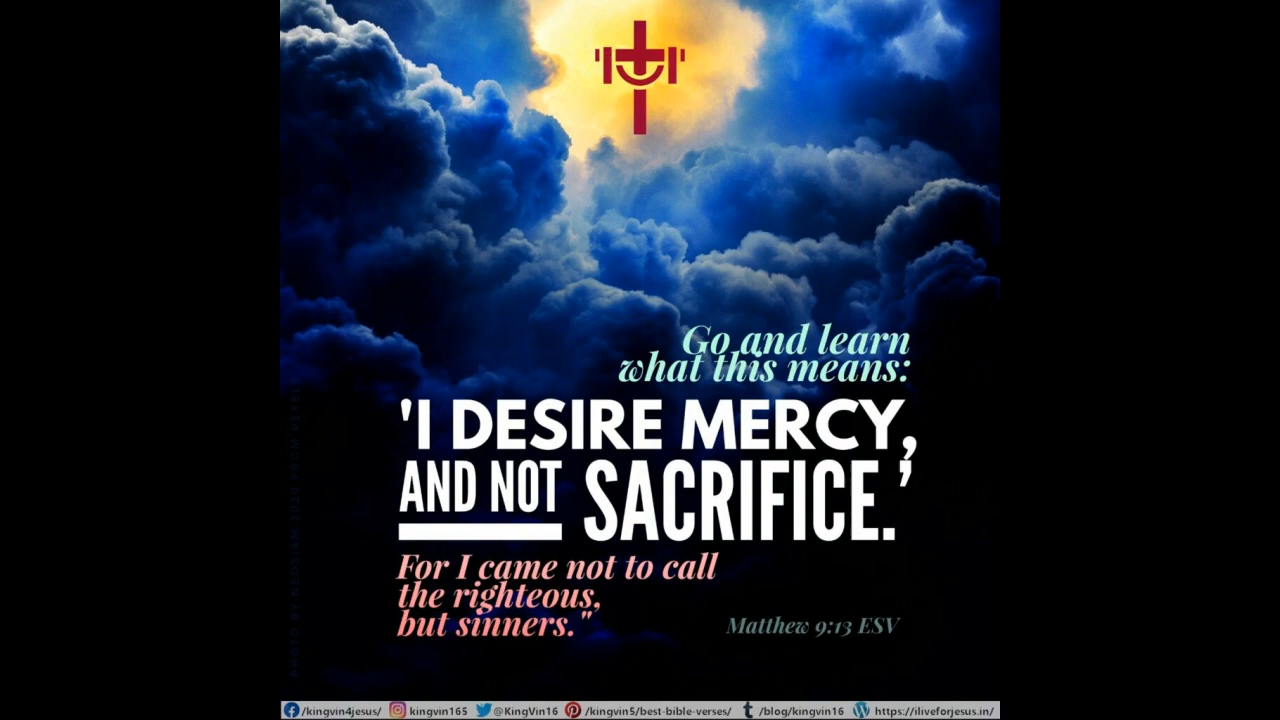 Go and learn
what this means:
'I DESIRE MERCY,
AND NOT SACRIFICE.'
For I came not to call
the righteous,
but sinners."
Matthew 9:13 ESV
/kingvin4jesus/ kingvin165 @KingVin16 /kingvin5/best-bible-verses/ /blog/kingvin16 https://iliveforjesus.in/